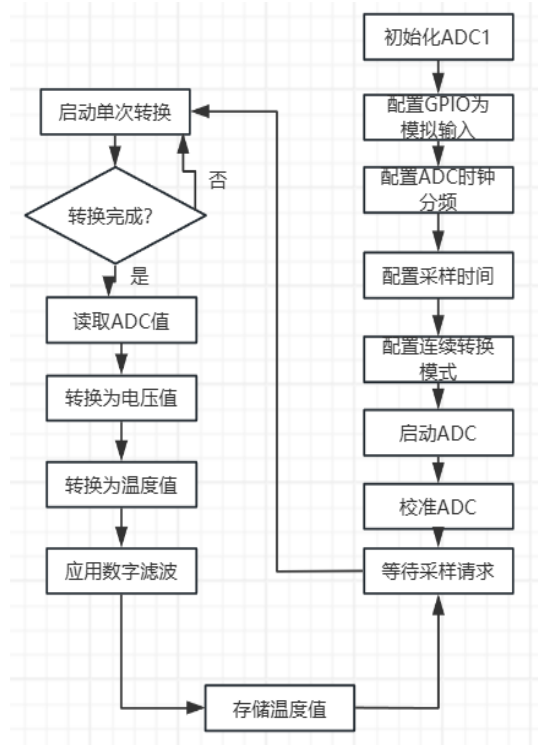 初始化ADC1
配置GPIO为
模拟输入
配置ADC时钟
分频
配置采样时间
配置连续转换
模式
启动ADC
校准ADC
等待采样请求
启动单次转换
转换完成?
否
是
读取ADC值
转换为电压值
转换为温度值
应用数字滤波
存储温度值